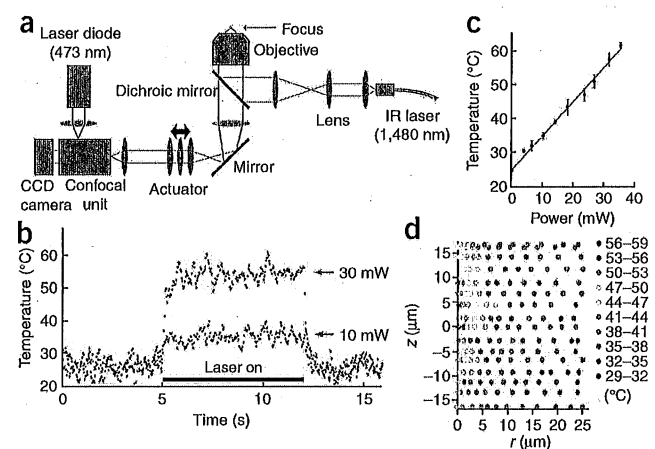 a
Laser diode
(473 nm)
Focus
Objective
Dichroic mirror
Lens
IR laser
(1,480 nm)
Mirror
Actuator
CCD
camera
Confocal
unit
b
Temperature (°C)
60
50
40
30
20
30 mW
10 mW
Laser on
0
5
10
15
Time (s)
c
Temperature (°C)
60
50
40
30
20
0
10
20
30
40
Power (mW)
d
z (µm)
15
10
5
0
−5
−10
−15
0
5
10
15
20
25
r (µm)
56–59
53–56
50–53
47–50
44–47
41–44
38–41
35–38
32–35
29–32
(°C)